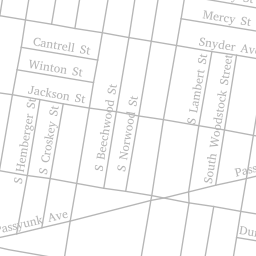 Mercy St
Snyder Ave
Cantrell St
Winton St
Jackson St
S Hemberger St
S Croskey St
S Beechwood St
S Norwood St
S Lambert St
South Woodstock Street
Passyunk Ave